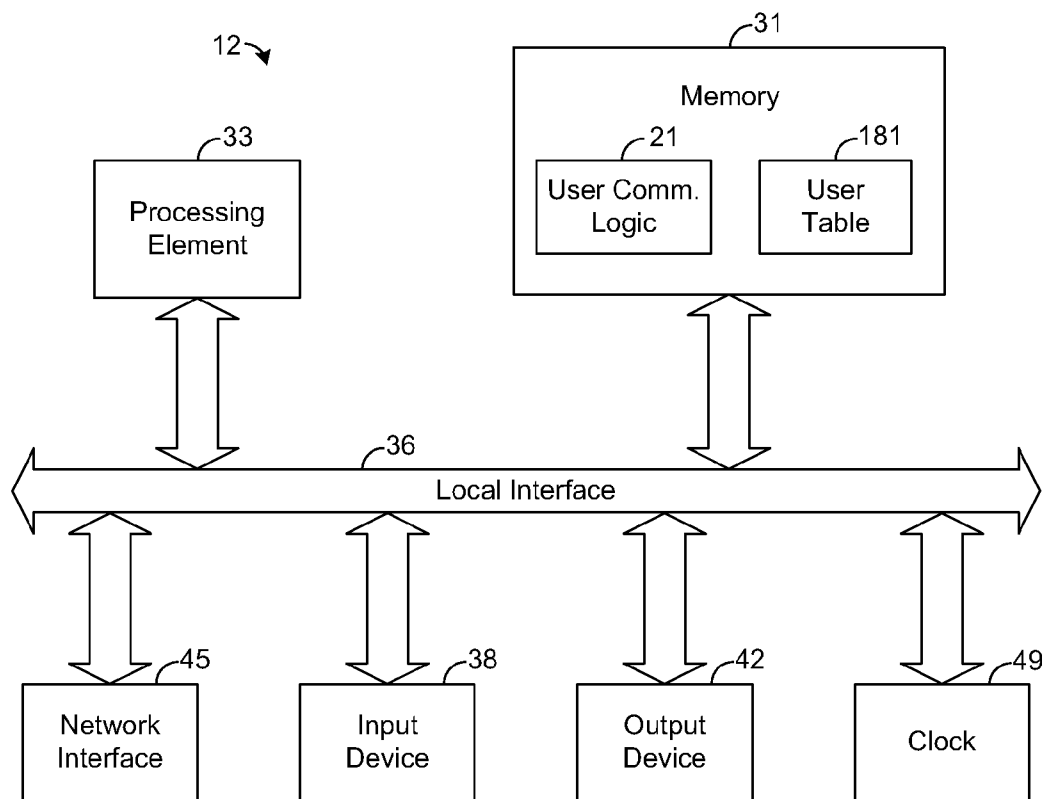 12
31
Memory
33
Processing
Element
21
User Comm.
Logic
181
User
Table
36
Local Interface
45
Network
Interface
38
Input
Device
42
Output
Device
49
Clock